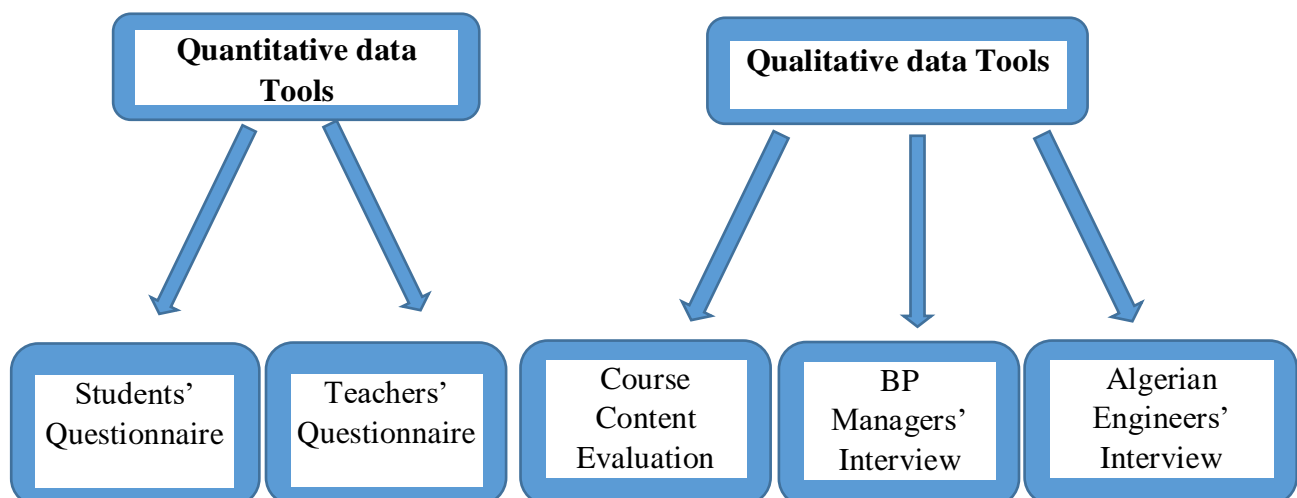 Quantitative data
Tools
Qualitative data Tools
Students’
Questionnaire
Teachers’
Questionnaire
Course
Content
Evaluation
BP
Managers’
Interview
Algerian
Engineers’
Interview